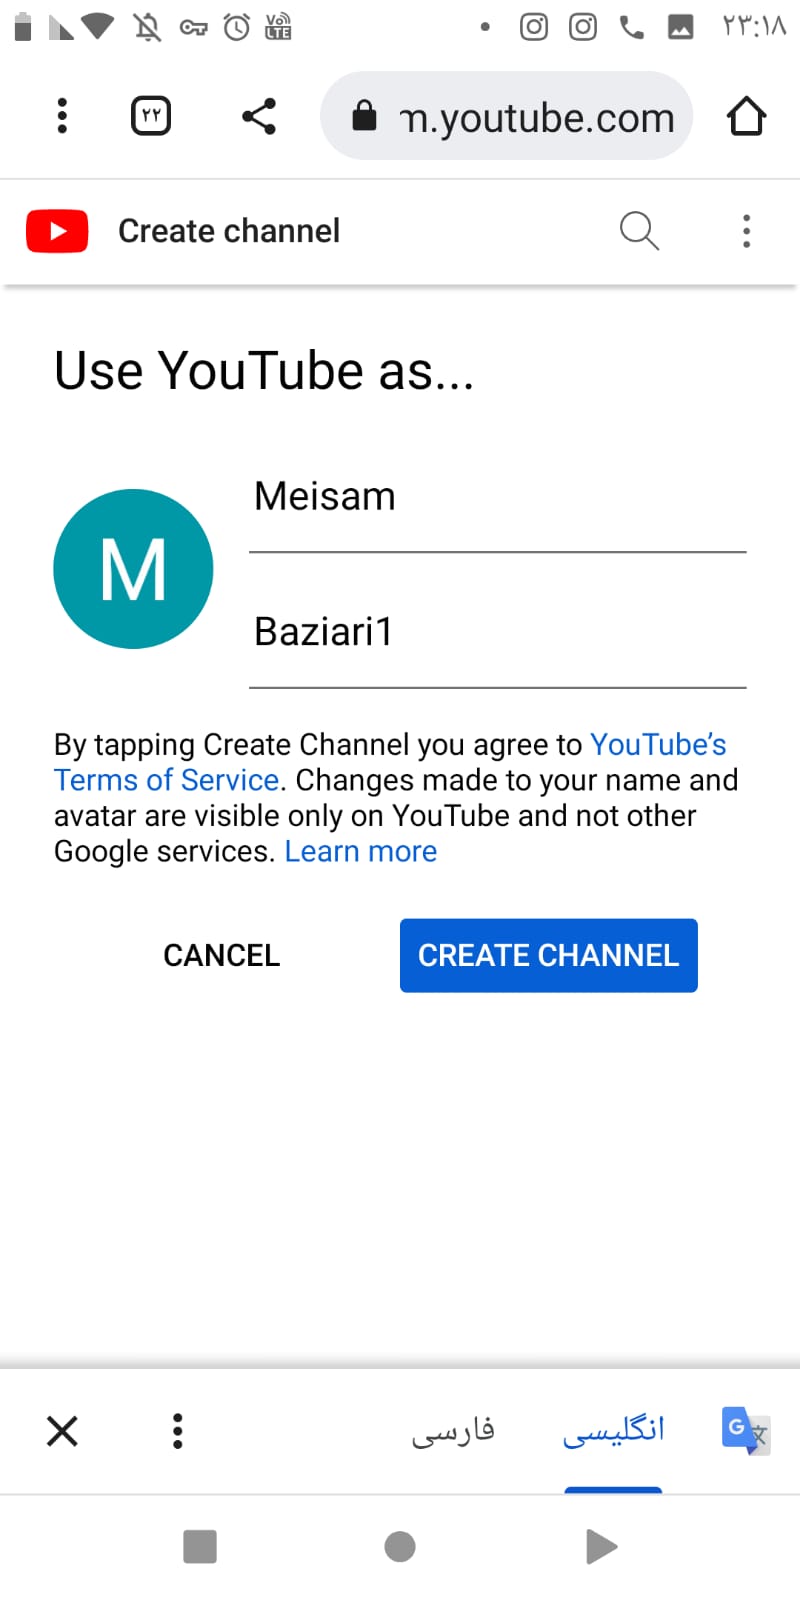 ۲۳:۱۸
VoLTE
۲۲
m.youtube.com
Create channel
Use YouTube as...
M
Meisam
Baziari1
By tapping Create Channel you agree to YouTube's
Terms of Service. Changes made to your name and
avatar are visible only on YouTube and not other
Google services. Learn more
CANCEL
CREATE CHANNEL
انگلیسی
فارسی
G
文